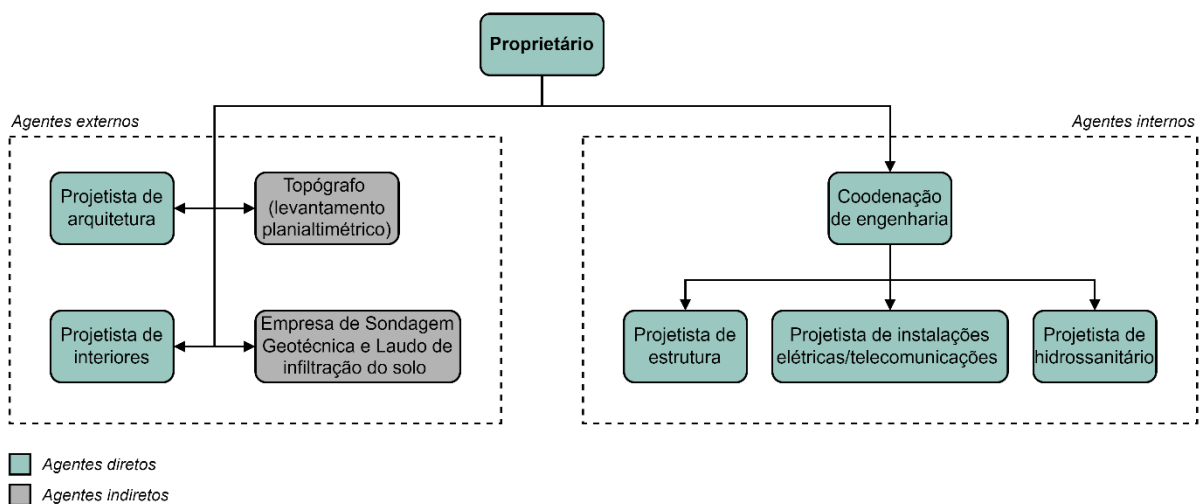 Proprietário
Agentes externos
Agentes internos
Projetista de
arquitetura
Topógrafo
(levantamento
planialtimétrico)
Coodenação
de engenharia
Projetista de
interiores
Empresa de Sondagem
Geotécnica e Laudo de
infiltração do solo
Projetista de
estrutura
Projetista de instalações
elétricas/telecomunicações
Projetista de
hidrossanitário
Agentes diretos
Agentes indiretos